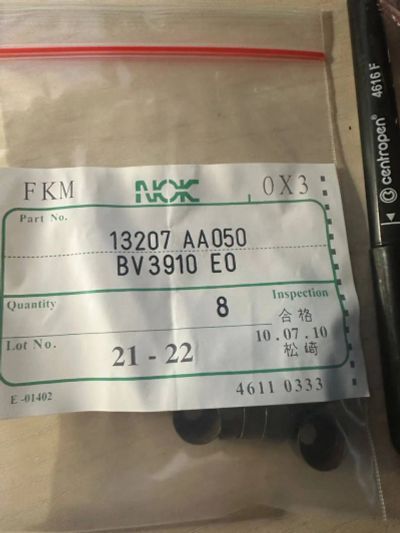 FKM NOK 0X3
Part No.
13207 AA050
BV3910 E0
Quantity 8 Inspection
合格
Lot No. 21 - 22 10.07.10
松崎
E-01402 4611 0333
centropen 4616 F